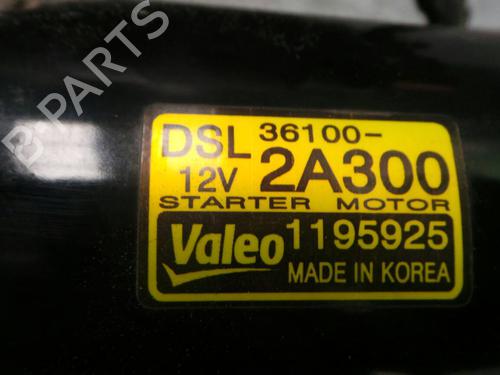 B-PARTS
DSL 36100-
12V 2A300
STARTER MOTOR
Valeo 1195925
MADE IN KOREA